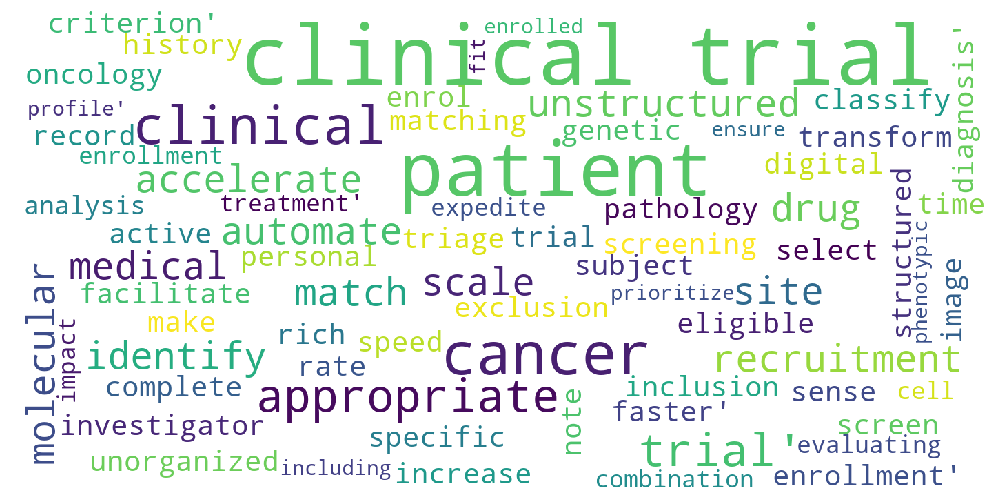 criterion'
history
clinical trial
fit
enrolled
oncology
enrol
unstructured
classify
diagnosis'
profile'
record
clinical
matching
genetic
ensure
transform
enrollment
accelerate
patient
digital
analysis
treatment'
expedite
pathology
drug
time
active
automate
triage
trial
screening
select
structured
phenotypic
medical
personal
scale
subject
molecular
facilitate
match
exclusion
prioritize
site
image
impact
make
rich
speed
eligible
identify
rate
cancer
recruitment
complete
appropriate
inclusion
sense
cell
investigator
note
faster'
screen
specific
trial'
evaluating
unorganized
including
increase
combination
enrollment'